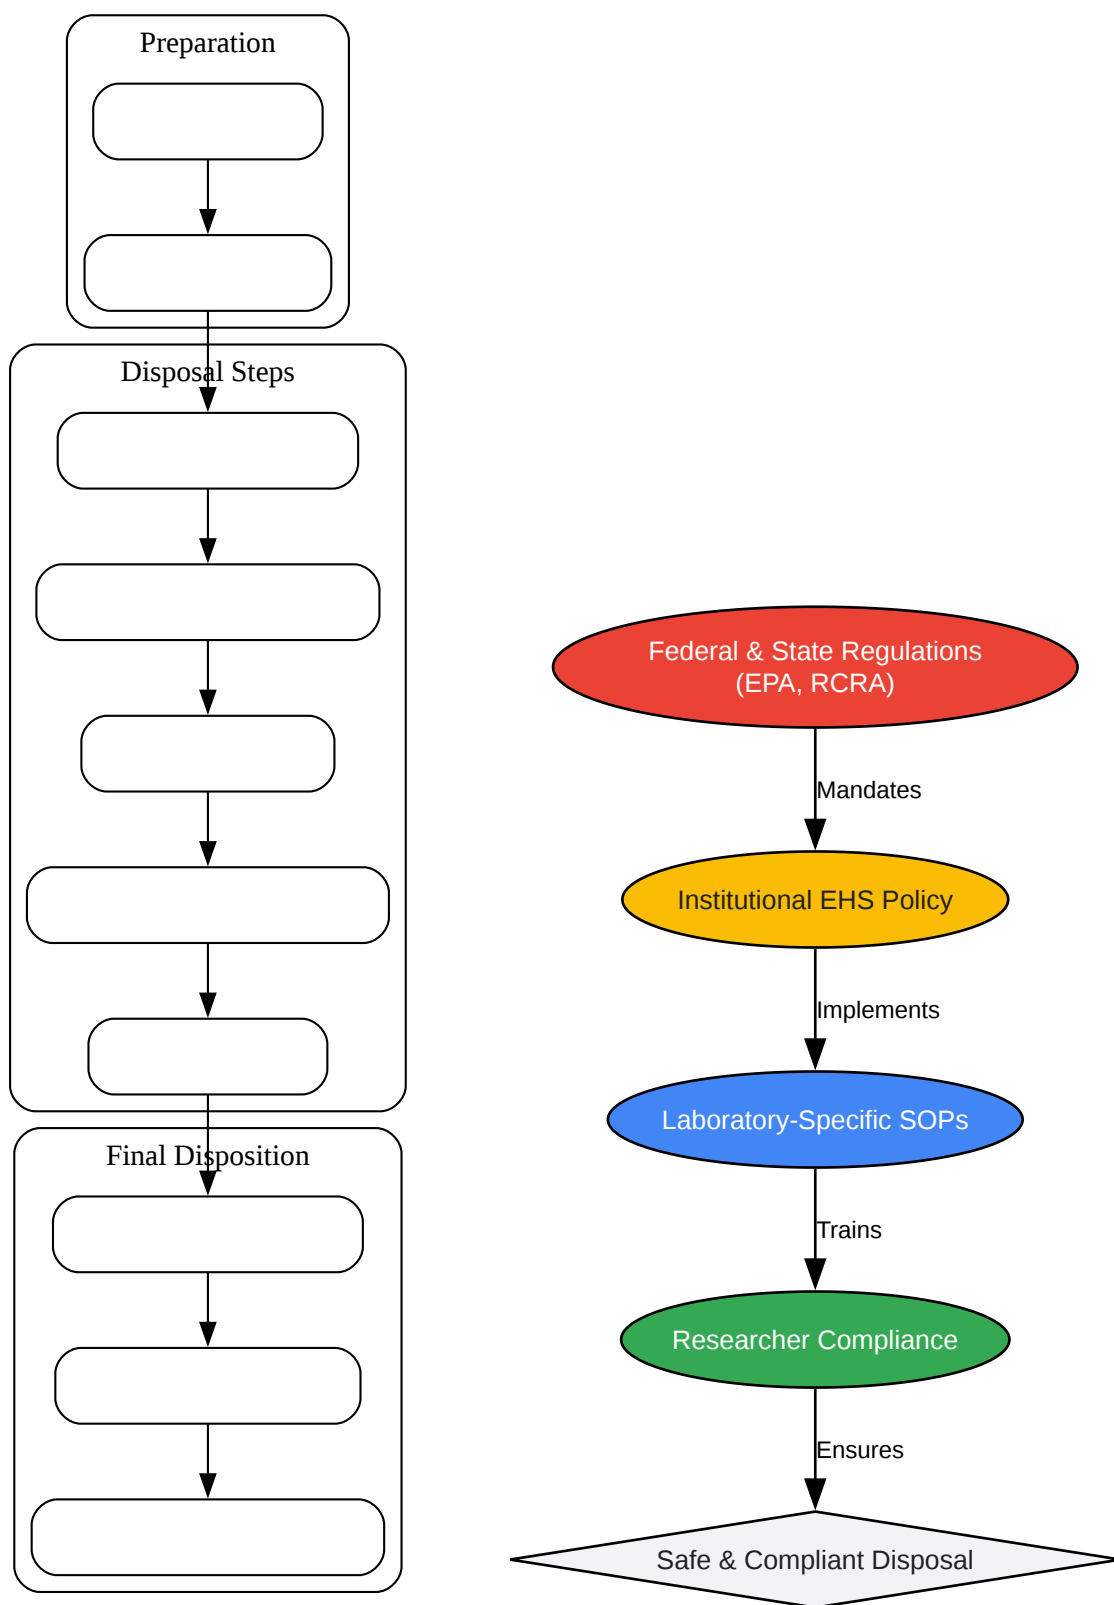 Preparation
Disposal Steps
Final Disposition
Federal & State Regulations
(EPA, RCRA)
Mandates
Institutional EHS Policy
Implements
Laboratory-Specific SOPs
Trains
Researcher Compliance
Ensures
Safe & Compliant Disposal